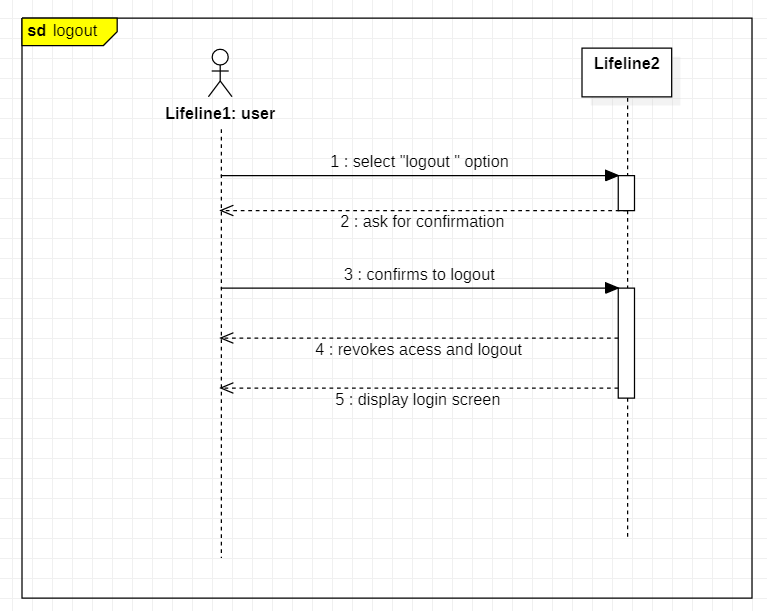 sd logout
Lifeline1: user
Lifeline2
1 : select "logout " option
2 : ask for confirmation
3 : confirms to logout
4 : revokes acess and logout
5 : display login screen